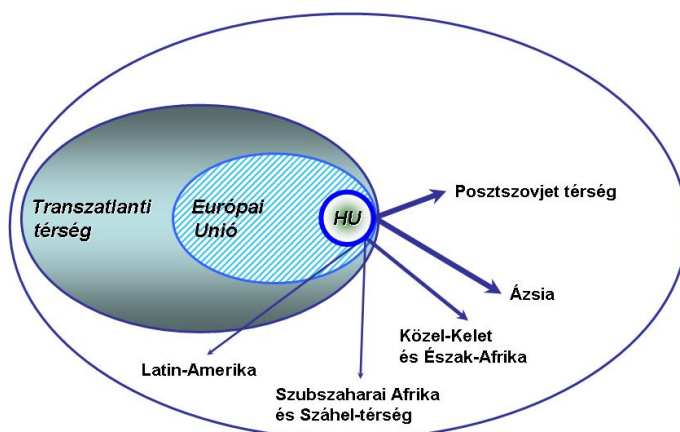 Transzatlanti
térség
Európai
Unió
HU
Posztszovjet térség
Ázsia
Közel-Kelet
és Észak-Afrika
Latin-Amerika
Szubszaharai Afrika
és Száhel-térség